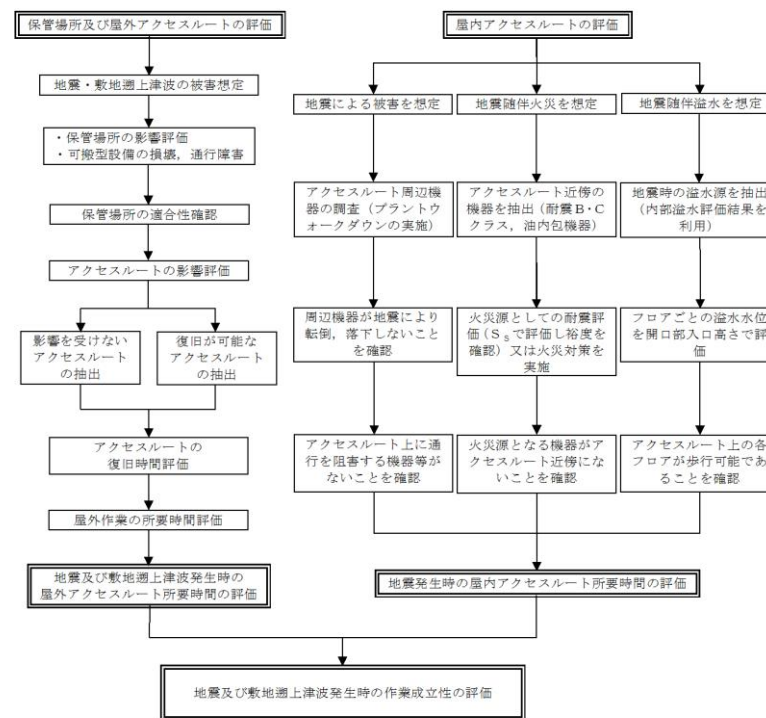 保管場所及び屋外アクセスルートの評価
地震・敷地遡上津波の被害想定
・保管場所の影響評価
・可搬型設備の損壊，通行障害
保管場所の適合性確認
アクセスルートの影響評価
影響を受けない
アクセスルート
の抽出
復旧が可能な
アクセスルート
の抽出
アクセスルートの
復旧時間評価
屋外作業の所要時間評価
地震及び敷地遡上津波発生時の
屋外アクセスルート所要時間の評価
屋内アクセスルートの評価
地震による被害を想定
アクセスルート周辺機
器の調査（プラントウ
ォークダウンの実施）
周辺機器が地震により
転倒，落下しないこと
を確認
アクセスルート上に通
行を阻害する機器等が
ないことを確認
地震随伴火災を想定
アクセスルート近傍の
機器を抽出（耐震B・C
クラス，油内包機器）
火災源としての耐震評
価（Ｓｓで評価し裕度を
確認）又は火災対策を
実施
火災源となる機器がア
クセスルート近傍にな
いことを確認
地震随伴溢水を想定
地震時の溢水源を抽出
（内部溢水評価結果を
利用）
フロアごとの溢水水位
を開口部入口高さで評
価
アクセスルート上の各
フロアが歩行可能であ
ることを確認
地震発生時の屋内アクセスルート所要時間の評価
地震及び敷地遡上津波発生時の作業成立性の評価